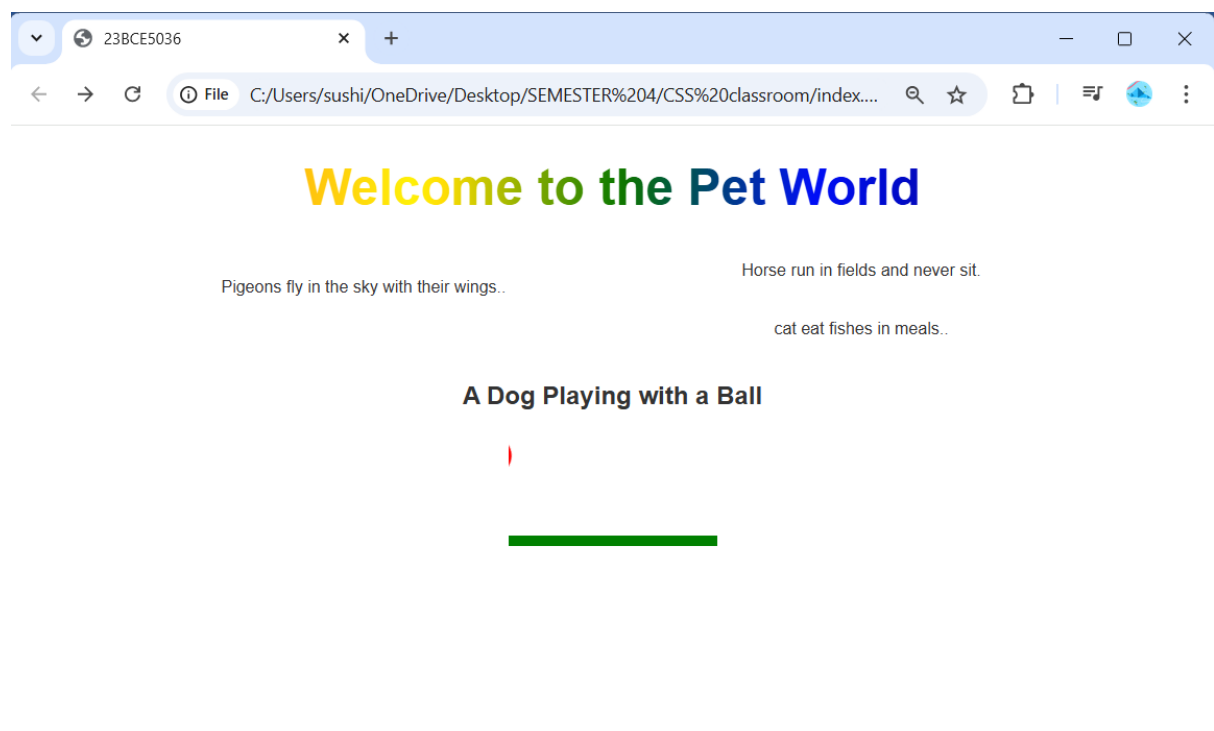 23BCE5036
File C:/Users/sushi/OneDrive/Desktop/SEMESTER%204/CSS%20classroom/index....
Welcome to the Pet World
Pigeons fly in the sky with their wings..
Horse run in fields and never sit.
cat eat fishes in meals..
A Dog Playing with a Ball